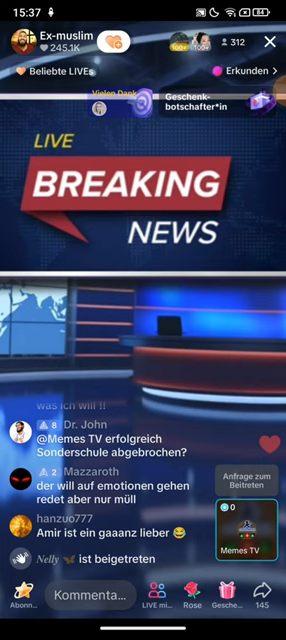 15:37
84
Ex-muslim
245.1K
100+
100+
312
Beliebte LIVEs
Erkunden >
Vielen Dank
Geschenk-
botschafter*in
LIVE
BREAKING
NEWS
was ich will !!
8 Dr. John
@Memes TV erfolgreich
Sonderschule abgebrochen?
2 Mazzaroth
der will auf emotionen gehen
redet aber nur müll
hanzuo777
Amir ist ein gaaanz lieber 😂
Nelly 🦋 ist beigetreten
Anfrage zum
Beitreten
0
Memes TV
Abonn...
Kommenta...
LIVE mi...
Rose
Gesche...
145